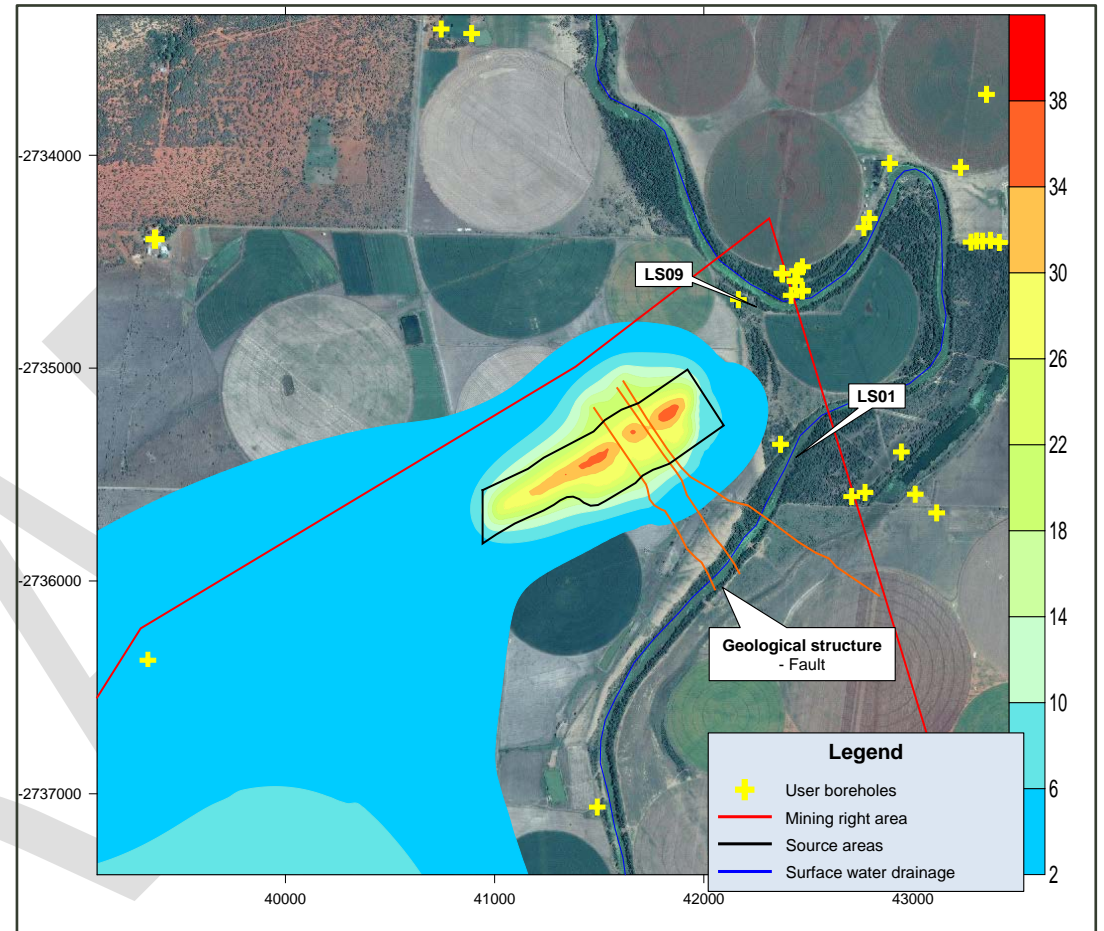 38
-2734000
34
LS09
30
-2735000
26
LS01
22
18
-2736000
14
Geological structure
- Fault
10
Legend
User boreholes
-2737000
6
Mining right area
Source areas
Surface water drainage
2
40000
41000
42000
43000